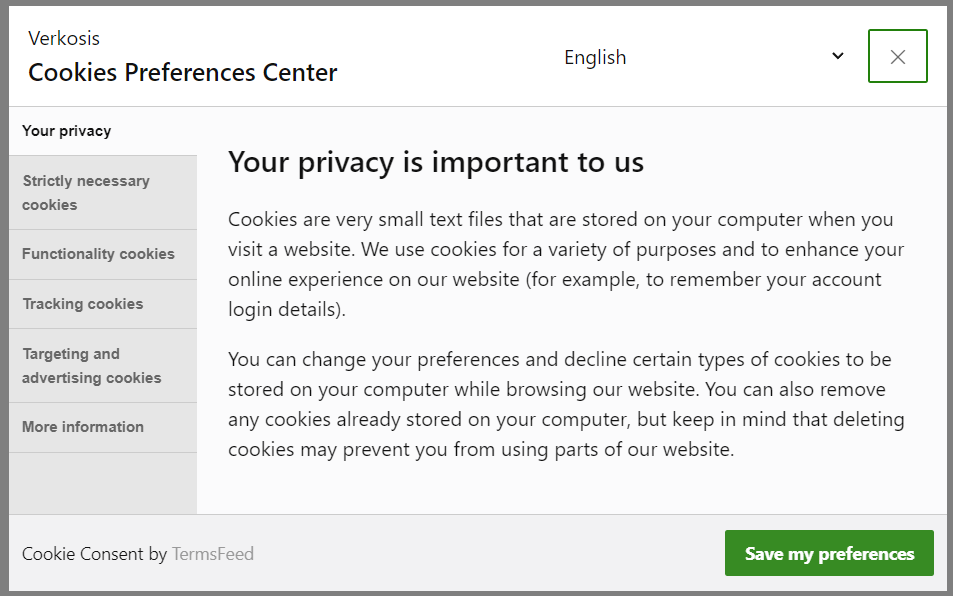 Verkosis
Cookies Preferences Center
English
Your privacy
Strictly necessary
cookies
Functionality cookies
Tracking cookies
Targeting and
advertising cookies
More information
Your privacy is important to us
Cookies are very small text files that are stored on your computer when you
visit a website. We use cookies for a variety of purposes and to enhance your
online experience on our website (for example, to remember your account
login details).
You can change your preferences and decline certain types of cookies to be
stored on your computer while browsing our website. You can also remove
any cookies already stored on your computer, but keep in mind that deleting
cookies may prevent you from using parts of our website.
Cookie Consent by TermsFeed
Save my preferences